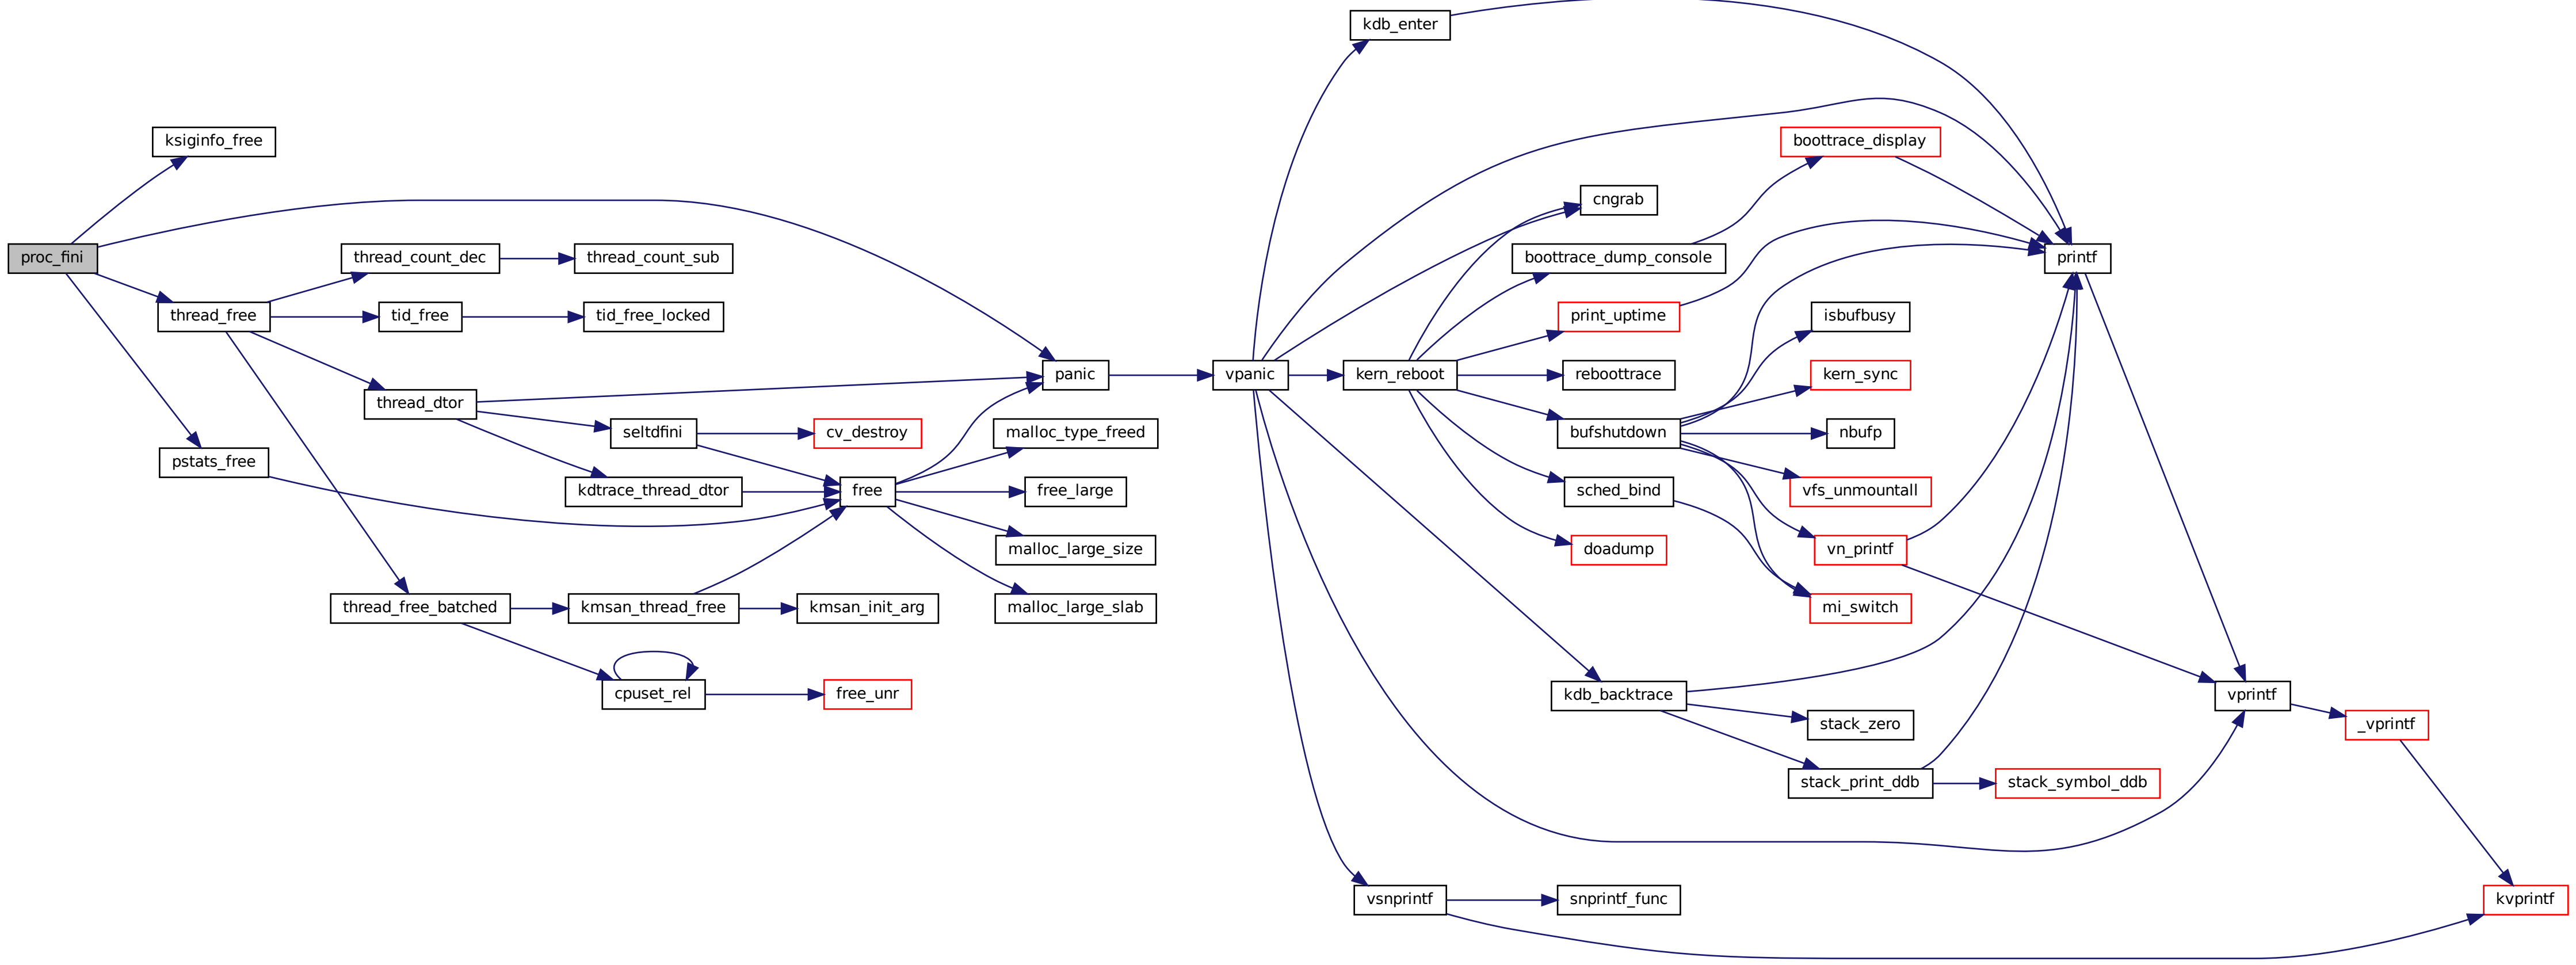 kdb_enter
ksiginfo_free
boottrace_display
cngrab
proc_fini
thread_count_dec
thread_count_sub
boottrace_dump_console
printf
thread_free
tid_free
tid_free_locked
print_uptime
isbufbusy
panic
vpanic
kern_reboot
reboottrace
kern_sync
thread_dtor
seltdfini
cv_destroy
malloc_type_freed
bufshutdown
nbufp
pstats_free
kdtrace_thread_dtor
free
free_large
sched_bind
vfs_unmountall
malloc_large_size
doadump
vn_printf
thread_free_batched
kmsan_thread_free
kmsan_init_arg
malloc_large_slab
mi_switch
cpuset_rel
free_unr
kdb_backtrace
vprintf
stack_zero
_vprintf
stack_print_ddb
stack_symbol_ddb
vsnprintf
snprintf_func
kvprintf